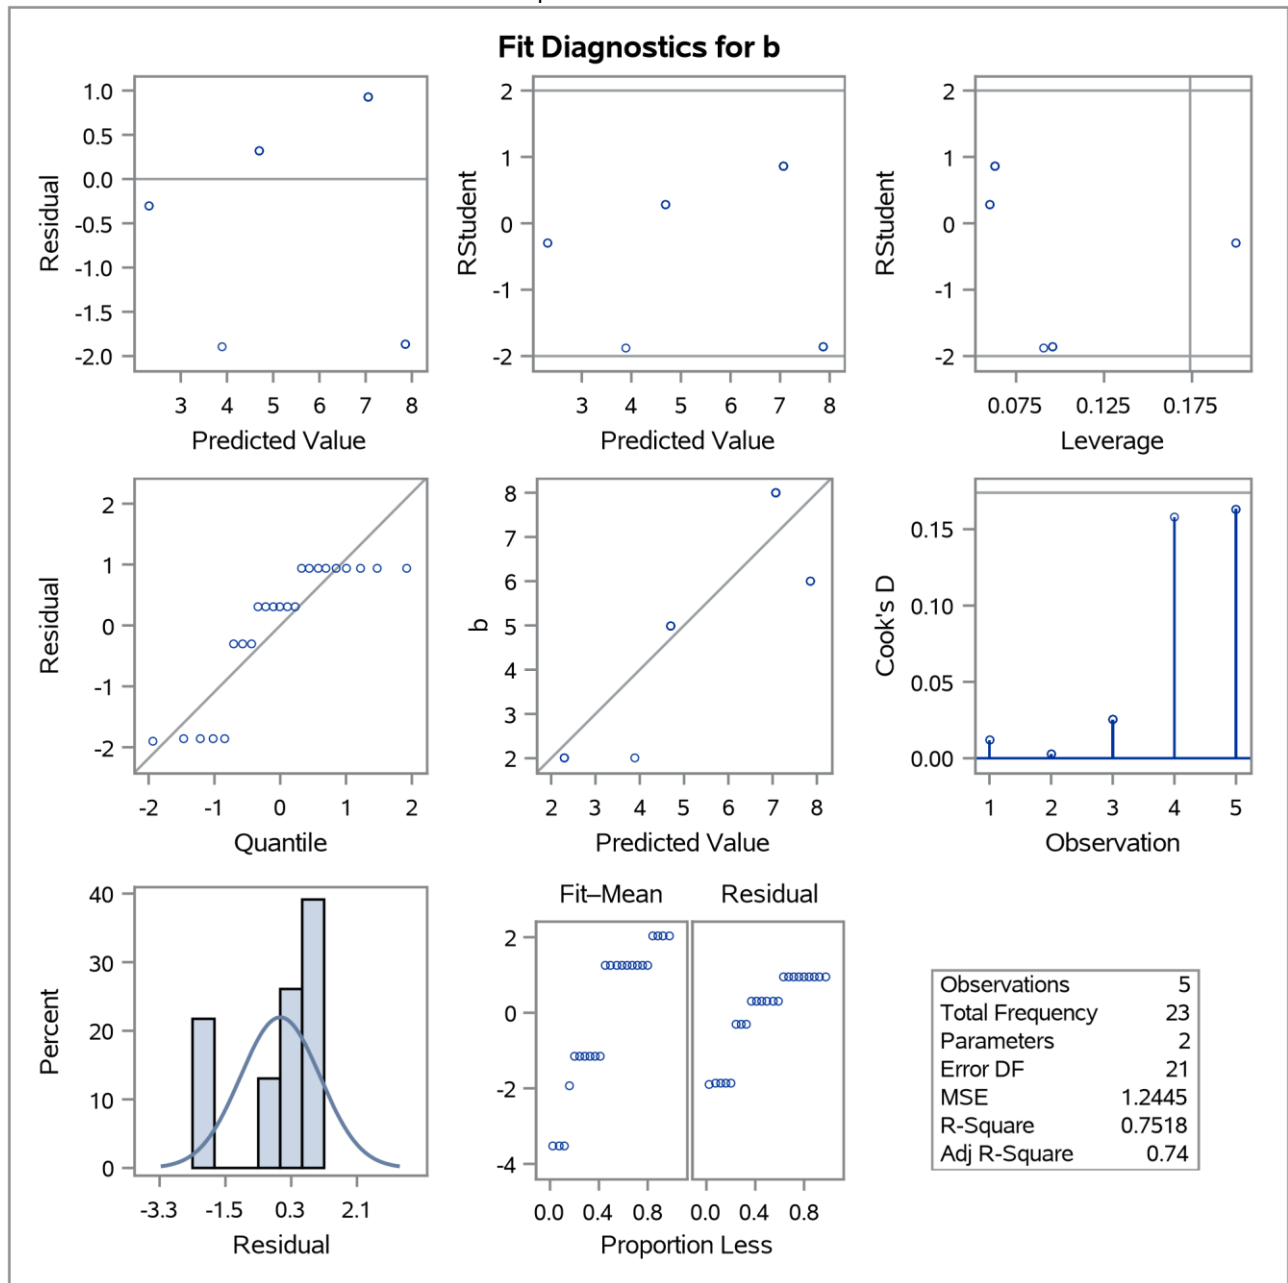 Fit Diagnostics for b
1.0
0.5
0.0
-0.5
-1.0
-1.5
-2.0
Residual
3 4 5 6 7 8
Predicted Value
2
1
0
-1
-2
RStudent
3 4 5 6 7 8
Predicted Value
2
1
0
-1
-2
RStudent
0.075 0.125 0.175
Leverage
2
1
0
-1
-2
Residual
-2 -1 0 1 2
Quantile
8
7
6
5
4
3
2
b
2 3 4 5 6 7 8
Predicted Value
0.15
0.10
0.05
0.00
Cook's D
1 2 3 4 5
Observation
40
30
20
10
0
Percent
-3.3 -1.5 0.3 2.1
Residual
Fit–Mean Residual
2
0
-2
-4
0.0 0.4 0.8 0.0 0.4 0.8
Proportion Less
Observations 5
Total Frequency 23
Parameters 2
Error DF 21
MSE 1.2445
R-Square 0.7518
Adj R-Square 0.74